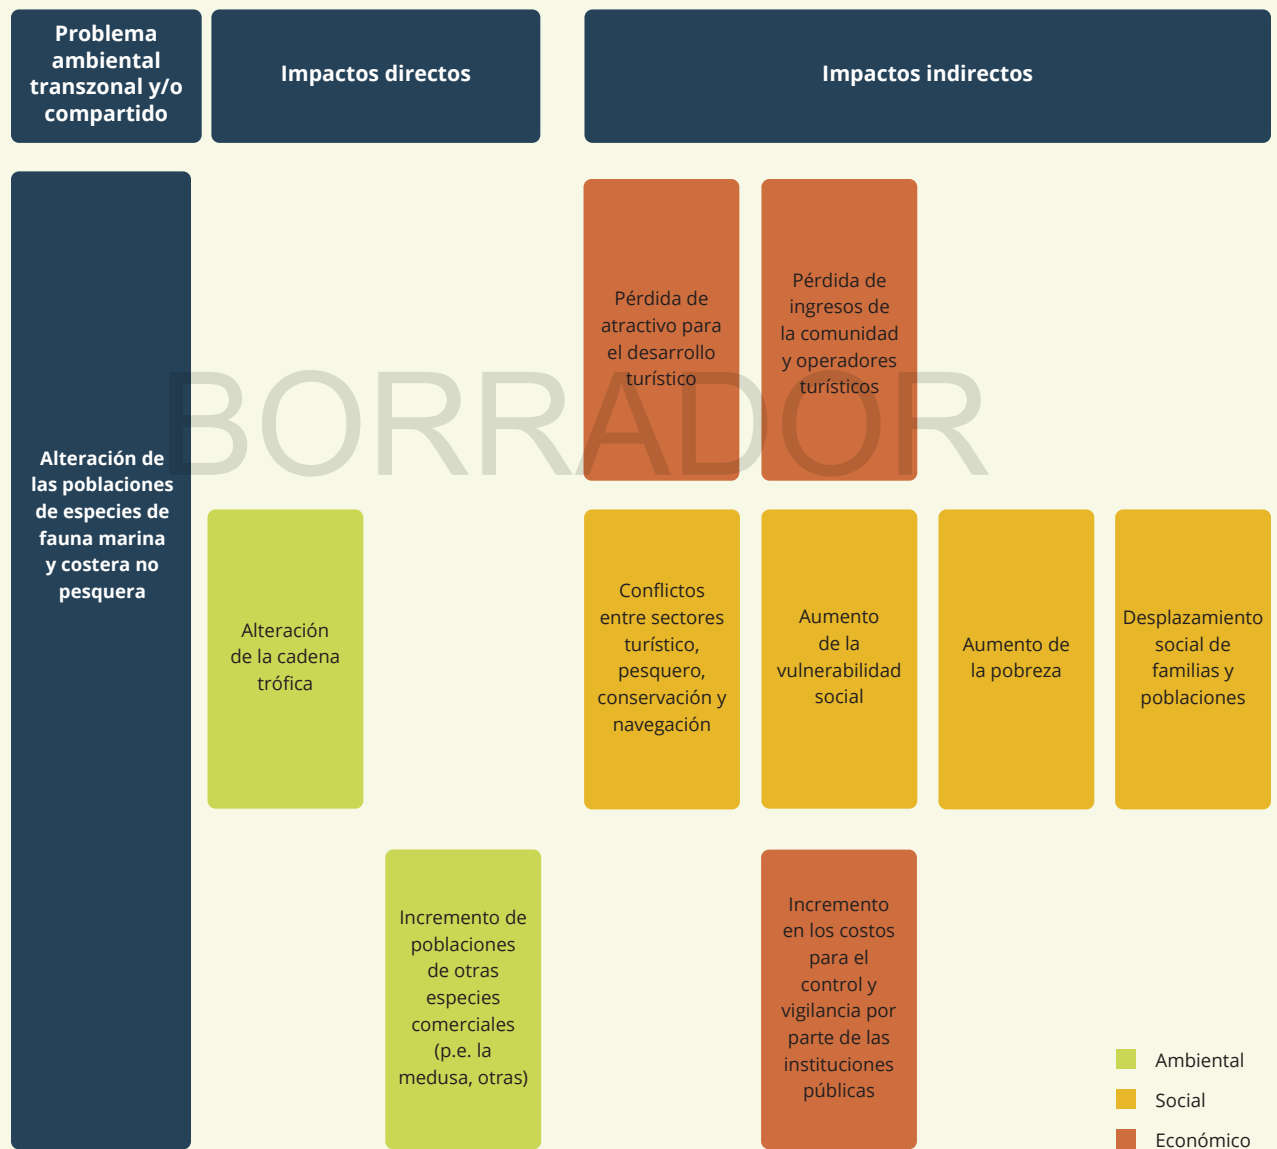 Problema
ambiental
transzonal y/o
compartido
Impactos directos
Impactos indirectos
Alteración de
las poblaciones
de especies de
fauna marina
y costera no
pesquera
Pérdida de
atractivo para
el desarrollo
turístico
Pérdida de
ingresos de
la comunidad
y operadores
turísticos
BORRADOR
Alteración
de la cadena
trófica
Conflictos
entre sectores
turístico,
pesquero,
conservación y
navegación
Aumento
de la
vulnerabilidad
social
Aumento de
la pobreza
Desplazamiento
social de
familias y
poblaciones
Incremento de
poblaciones
de otras
especies
comerciales
(p.e. la
medusa, otras)
Incremento
en los costos
para el
control y
vigilancia por
parte de las
instituciones
públicas
Ambiental
Social
Económico